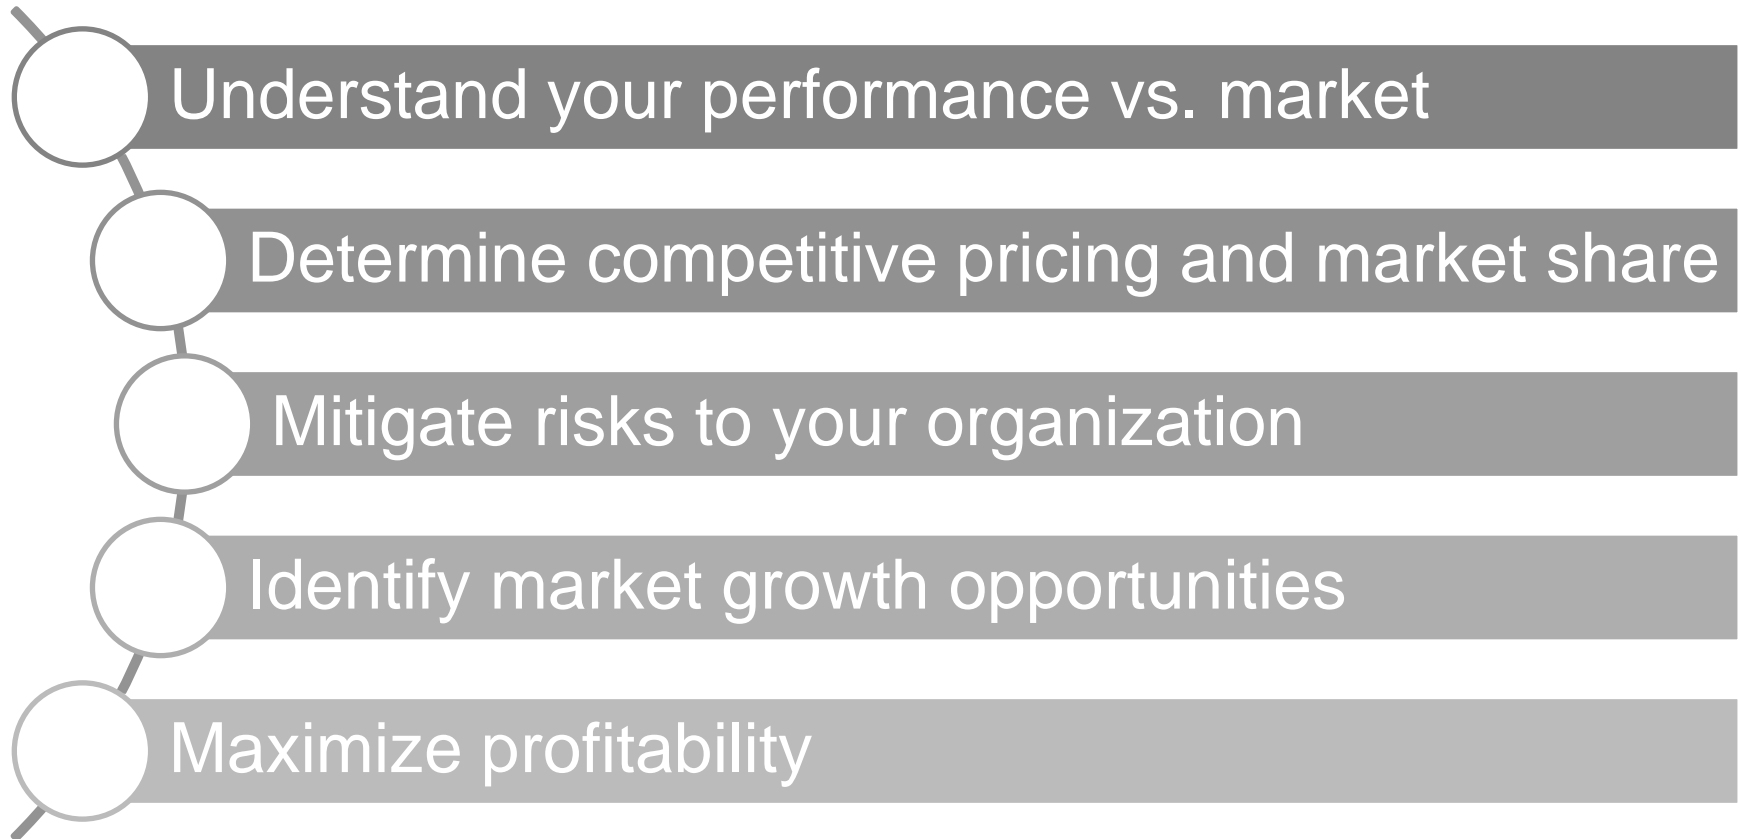 Understand your performance vs. market
Determine competitive pricing and market share
Mitigate risks to your organization
Identify market growth opportunities
Maximize profitability